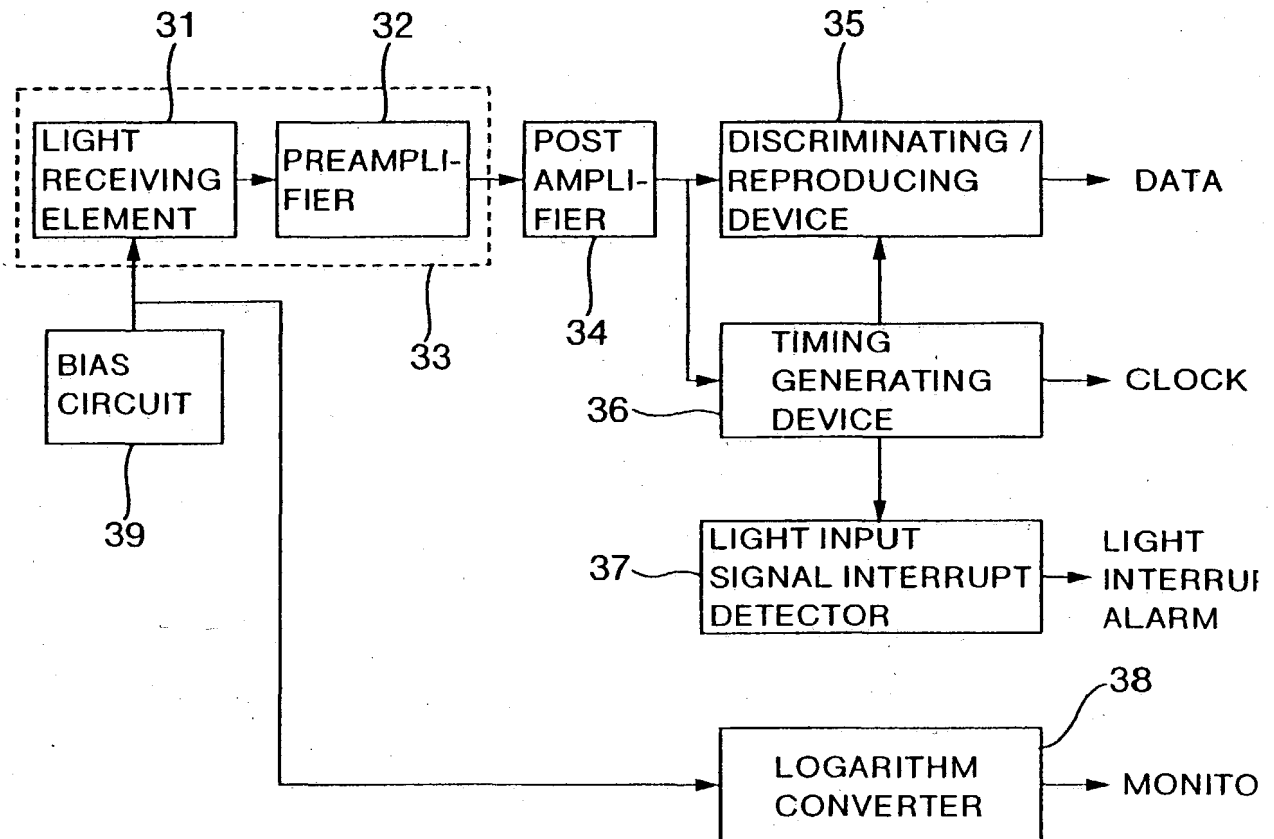 31
32
35
LIGHT
RECEIVING
ELEMENT
PREAMPLI-
FIER
POST
AMPLI-
FIER
DISCRIMINATING /
REPRODUCING
DEVICE
DATA
33
34
BIAS
CIRCUIT
39
TIMING
GENERATING
DEVICE
36
CLOCK
37
LIGHT INPUT
SIGNAL INTERRUPT
DETECTOR
LIGHT
INTERRUP
ALARM
38
LOGARITHM
CONVERTER
MONITO